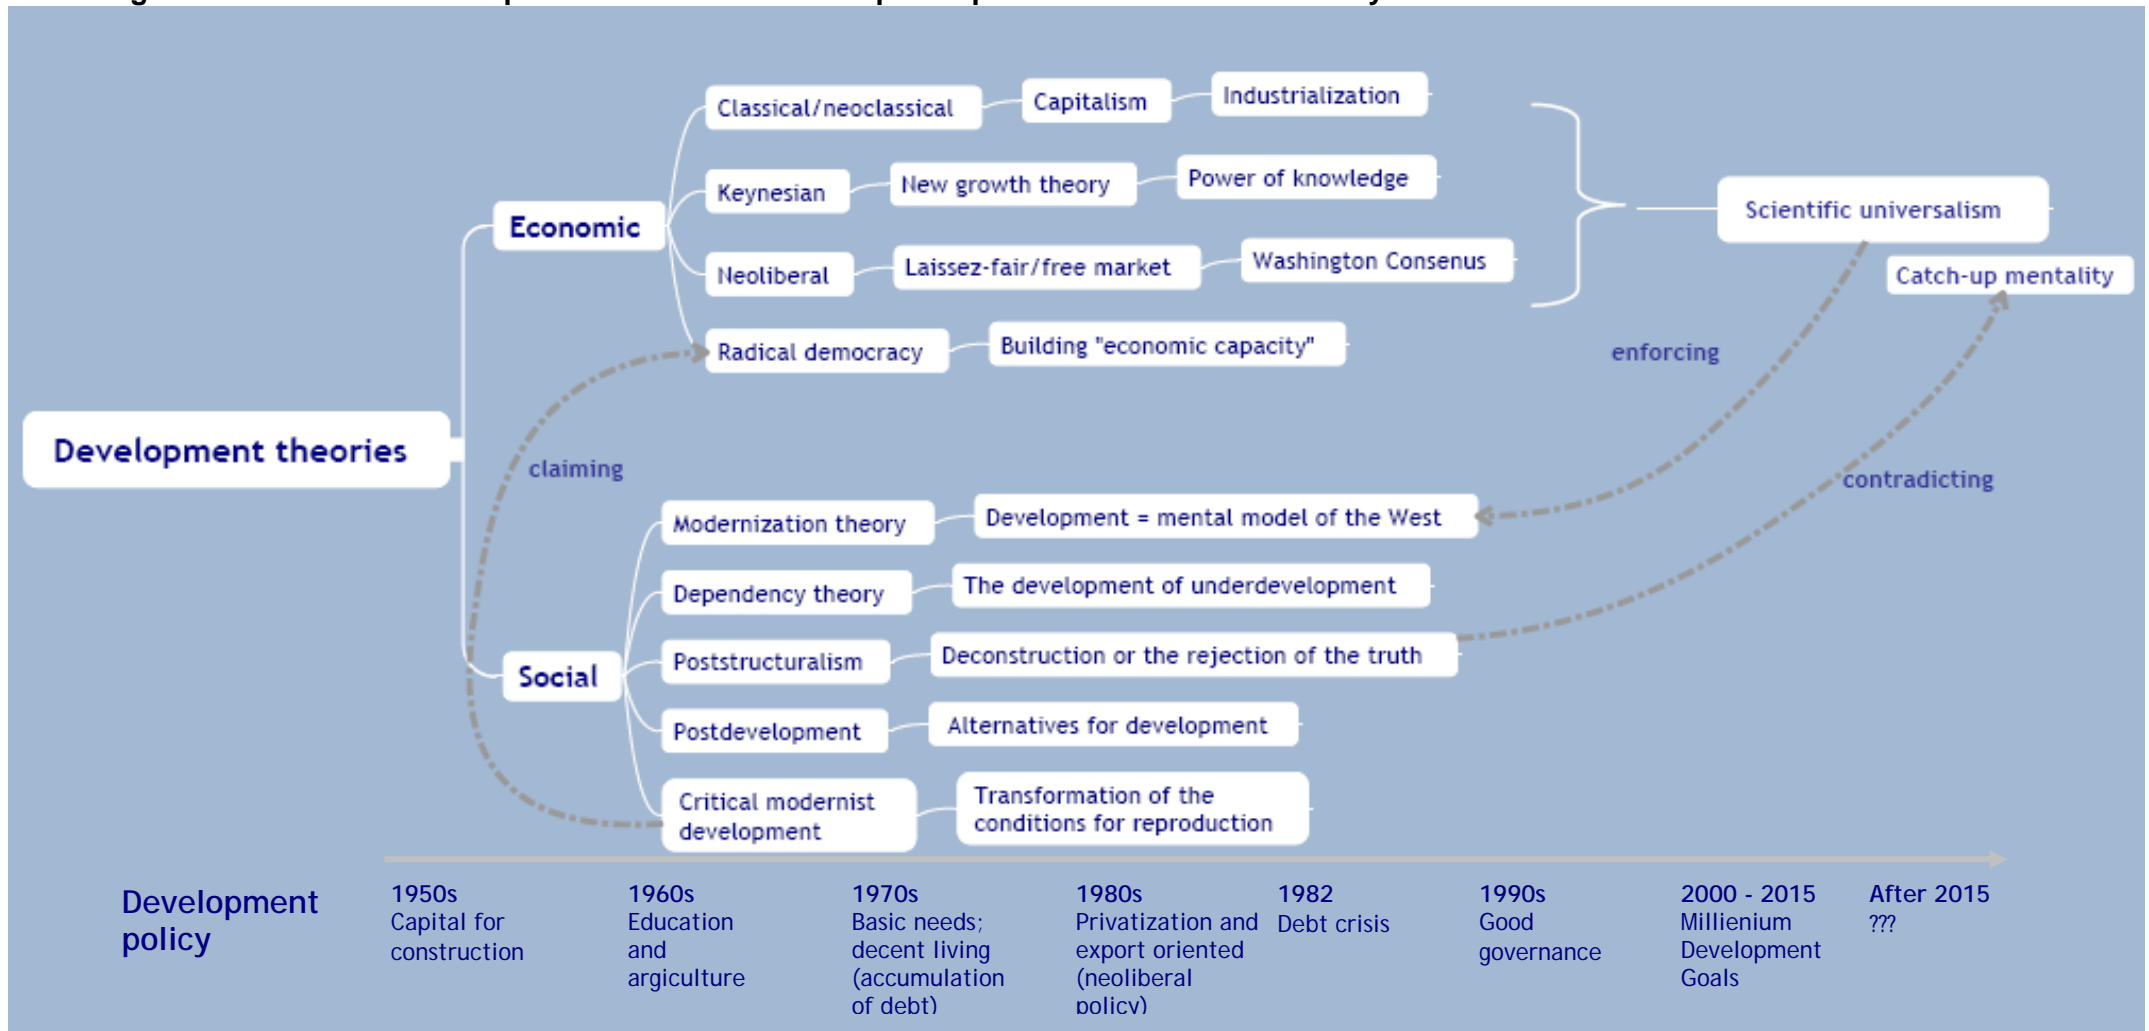 Classical/neoclassical
Capitalism
Industrialization
Keynesian
New growth theory
Power of knowledge
Economic
Scientific universalism
Neoliberal
Laissez-fair/free market
Washington Consenus
Catch-up mentality
Radical democracy
Building "economic capacity"
enforcing
Development theories
claiming
contradicting
Modernization theory
Development = mental model of the West
Dependency theory
The development of underdevelopment
Social
Poststructuralism
Deconstruction or the rejection of the truth
Postdevelopment
Alternatives for development
Critical modernist
development
Transformation of the
conditions for reproduction
Development
policy
1950s
Capital for
construction
1960s
Education
and
argiculture
1970s
Basic needs;
decent living
(accumulation
of debt)
1980s
Privatization and
export oriented
(neoliberal
policy)
1982
Debt crisis
1990s
Good
governance
2000 - 2015
Millienium
Development
Goals
After 2015
???